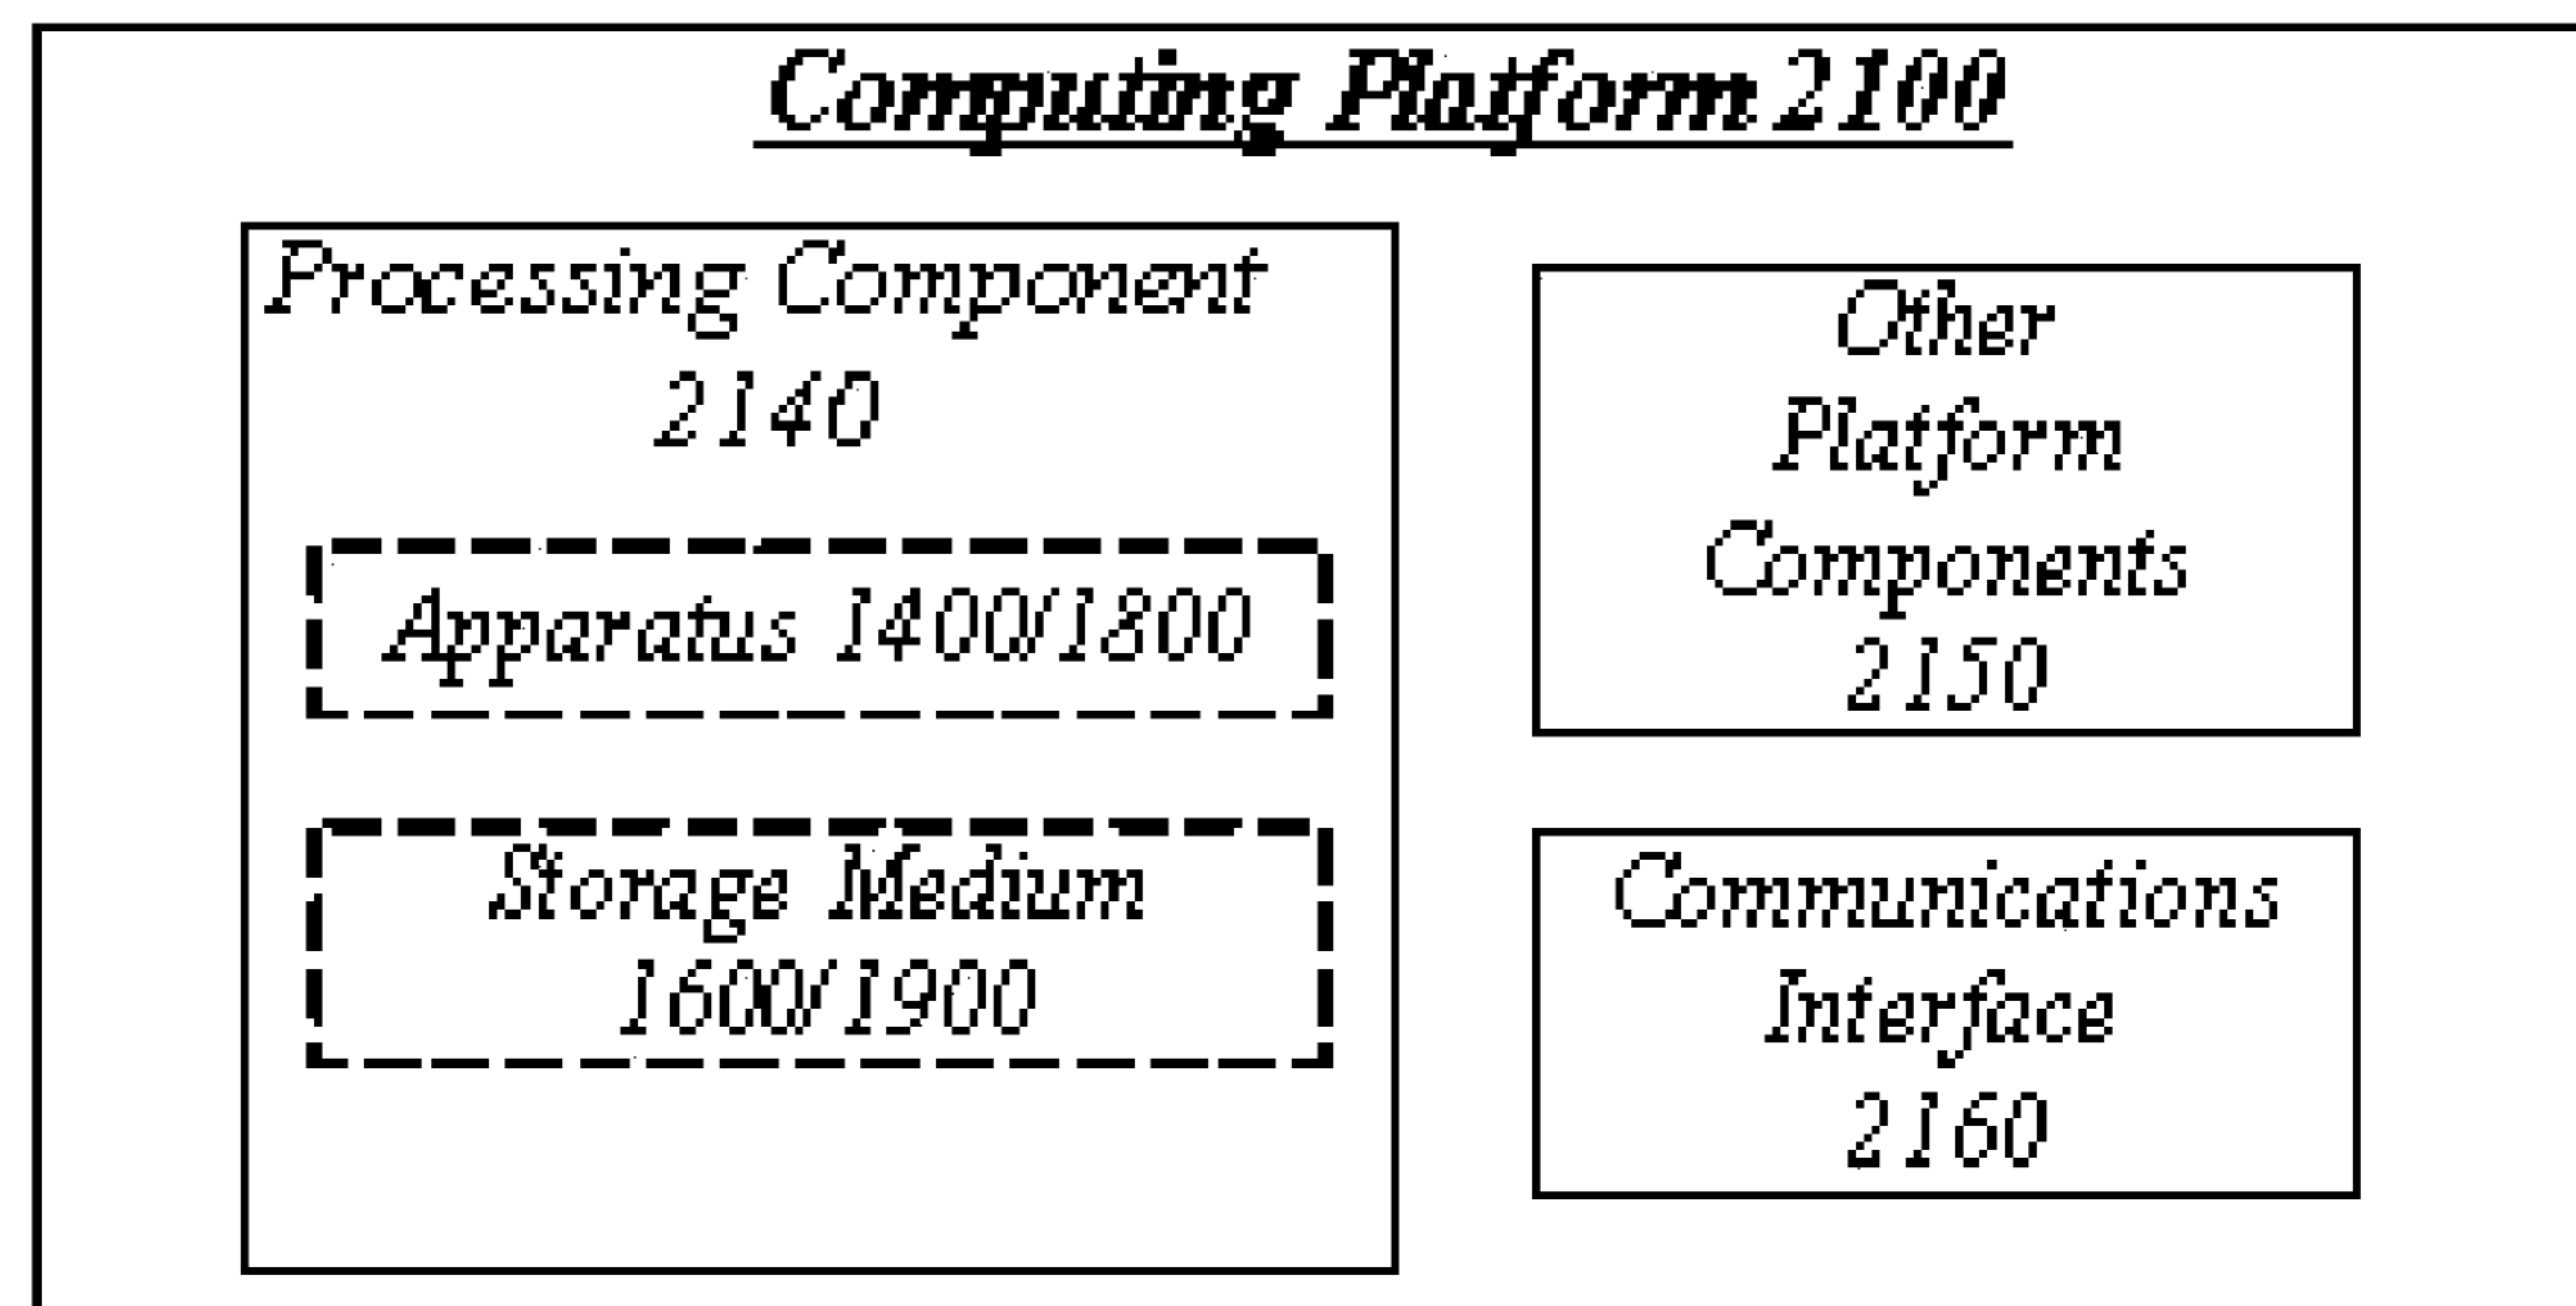 Computing Platform 2100
Processing Component
2140
Apparatus 1400/1800
Storage Medium
1600/1900
Other
Platform
Components
2150
Communications
Interface
2160